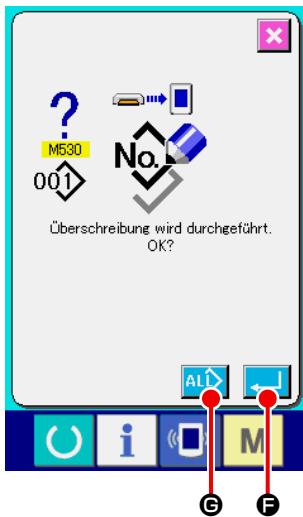 ×
?
No.
M530
001
Überschreibung wird durchgeführt.
OK?
ALL
i
M
G
F